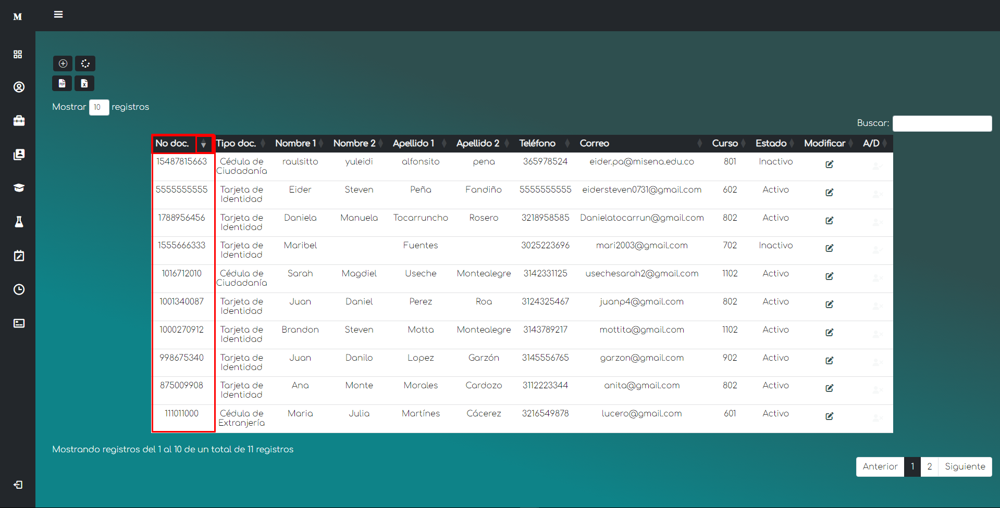 M
Mostrar 10 registros
Buscar:
No doc. Tipo doc. Nombre 1 Nombre 2 Apellido 1 Apellido 2 Teléfono Correo Curso Estado Modificar A/D
15487815663 Cédula de Ciudadanía raulsitto yuleidi alfonsito pena 365978524 eider.pa@misena.edu.co 801 Inactivo
5555555555 Tarjeta de Identidad Eider Steven Peña Fandiño 5555555555 eidersteven0731@gmail.com 602 Activo
1788956456 Tarjeta de Identidad Daniela Manuela Tocarruncho Rosero 3218958585 Danielatocarrun@gmail.com 802 Activo
1555666333 Tarjeta de Identidad Maribel Fuentes 3025223696 mari2003@gmail.com 702 Inactivo
1016712010 Cédula de Ciudadanía Sarah Magdiel Useche Montealegre 3142331125 usechesarah2@gmail.com 1102 Activo
1001340087 Tarjeta de Identidad Juan Daniel Perez Roa 3124325467 juanp4@gmail.com 802 Activo
1000270912 Tarjeta de Identidad Brandon Steven Motta Montealegre 3143789217 mottita@gmail.com 1102 Activo
998675340 Tarjeta de Identidad Juan Danilo Lopez Garzón 3145556765 garzon@gmail.com 902 Activo
875009908 Tarjeta de Identidad Ana Monte Morales Cardozo 3112223344 anita@gmail.com 802 Activo
111011000 Cédula de Extranjería Maria Julia Martínes Cácerez 3216549878 lucero@gmail.com 601 Activo
Mostrando registros del 1 al 10 de un total de 11 registros
Anterior 1 2 Siguiente